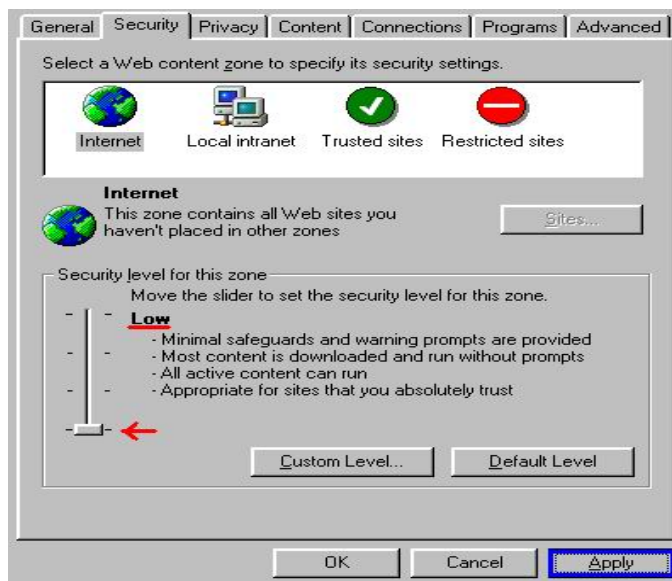 General Security Privacy Content Connections Programs Advanced
Select a Web content zone to specify its security settings.
Internet Local intranet Trusted sites Restricted sites
Internet
This zone contains all Web sites you
haven't placed in other zones
Sites...
Security level for this zone
Move the slider to set the security level for this zone.
Low
- Minimal safeguards and warning prompts are provided
- Most content is downloaded and run without prompts
- All active content can run
- Appropriate for sites that you absolutely trust
Custom Level... Default Level
OK Cancel Apply